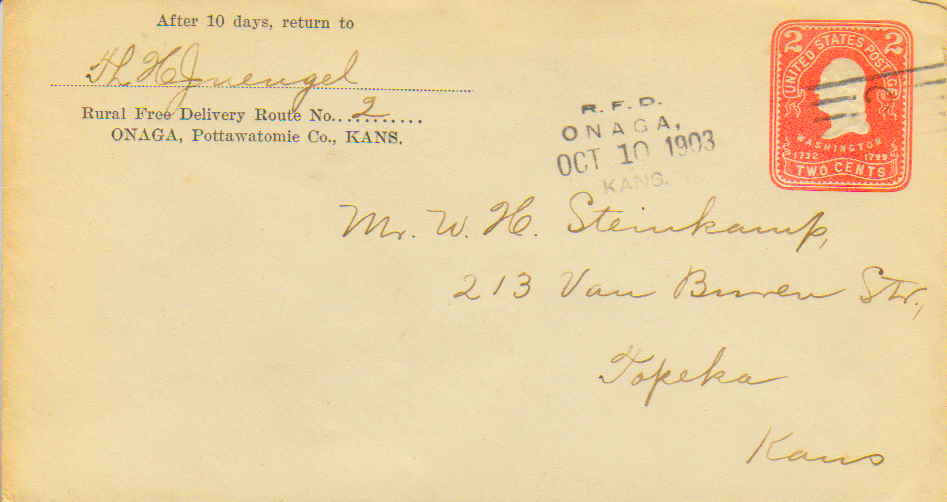 After 10 days, return to
Th. H. Juengel
Rural Free Delivery Route No. 2
ONAGA, Pottawatomie Co., KANS.
R. F. D.
ONAGA,
OCT 10 1903
KANS.
2 2
UNITED STATES POSTAGE
WASHINGTON
1732 1799
TWO CENTS
2
Mr. W. H. Steinkamp,
213 Van Buren Str.,
Topeka
Kans